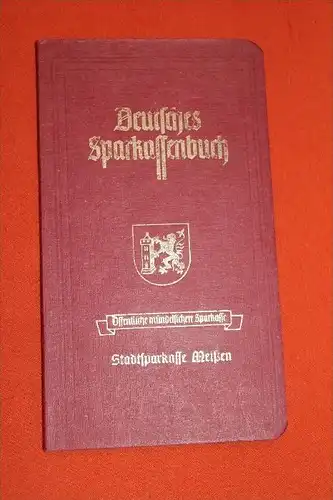 Deutsches
Sparkassenbuch
Öffentliche mündelsichere Sparkasse
Stadtsparkasse Meißen